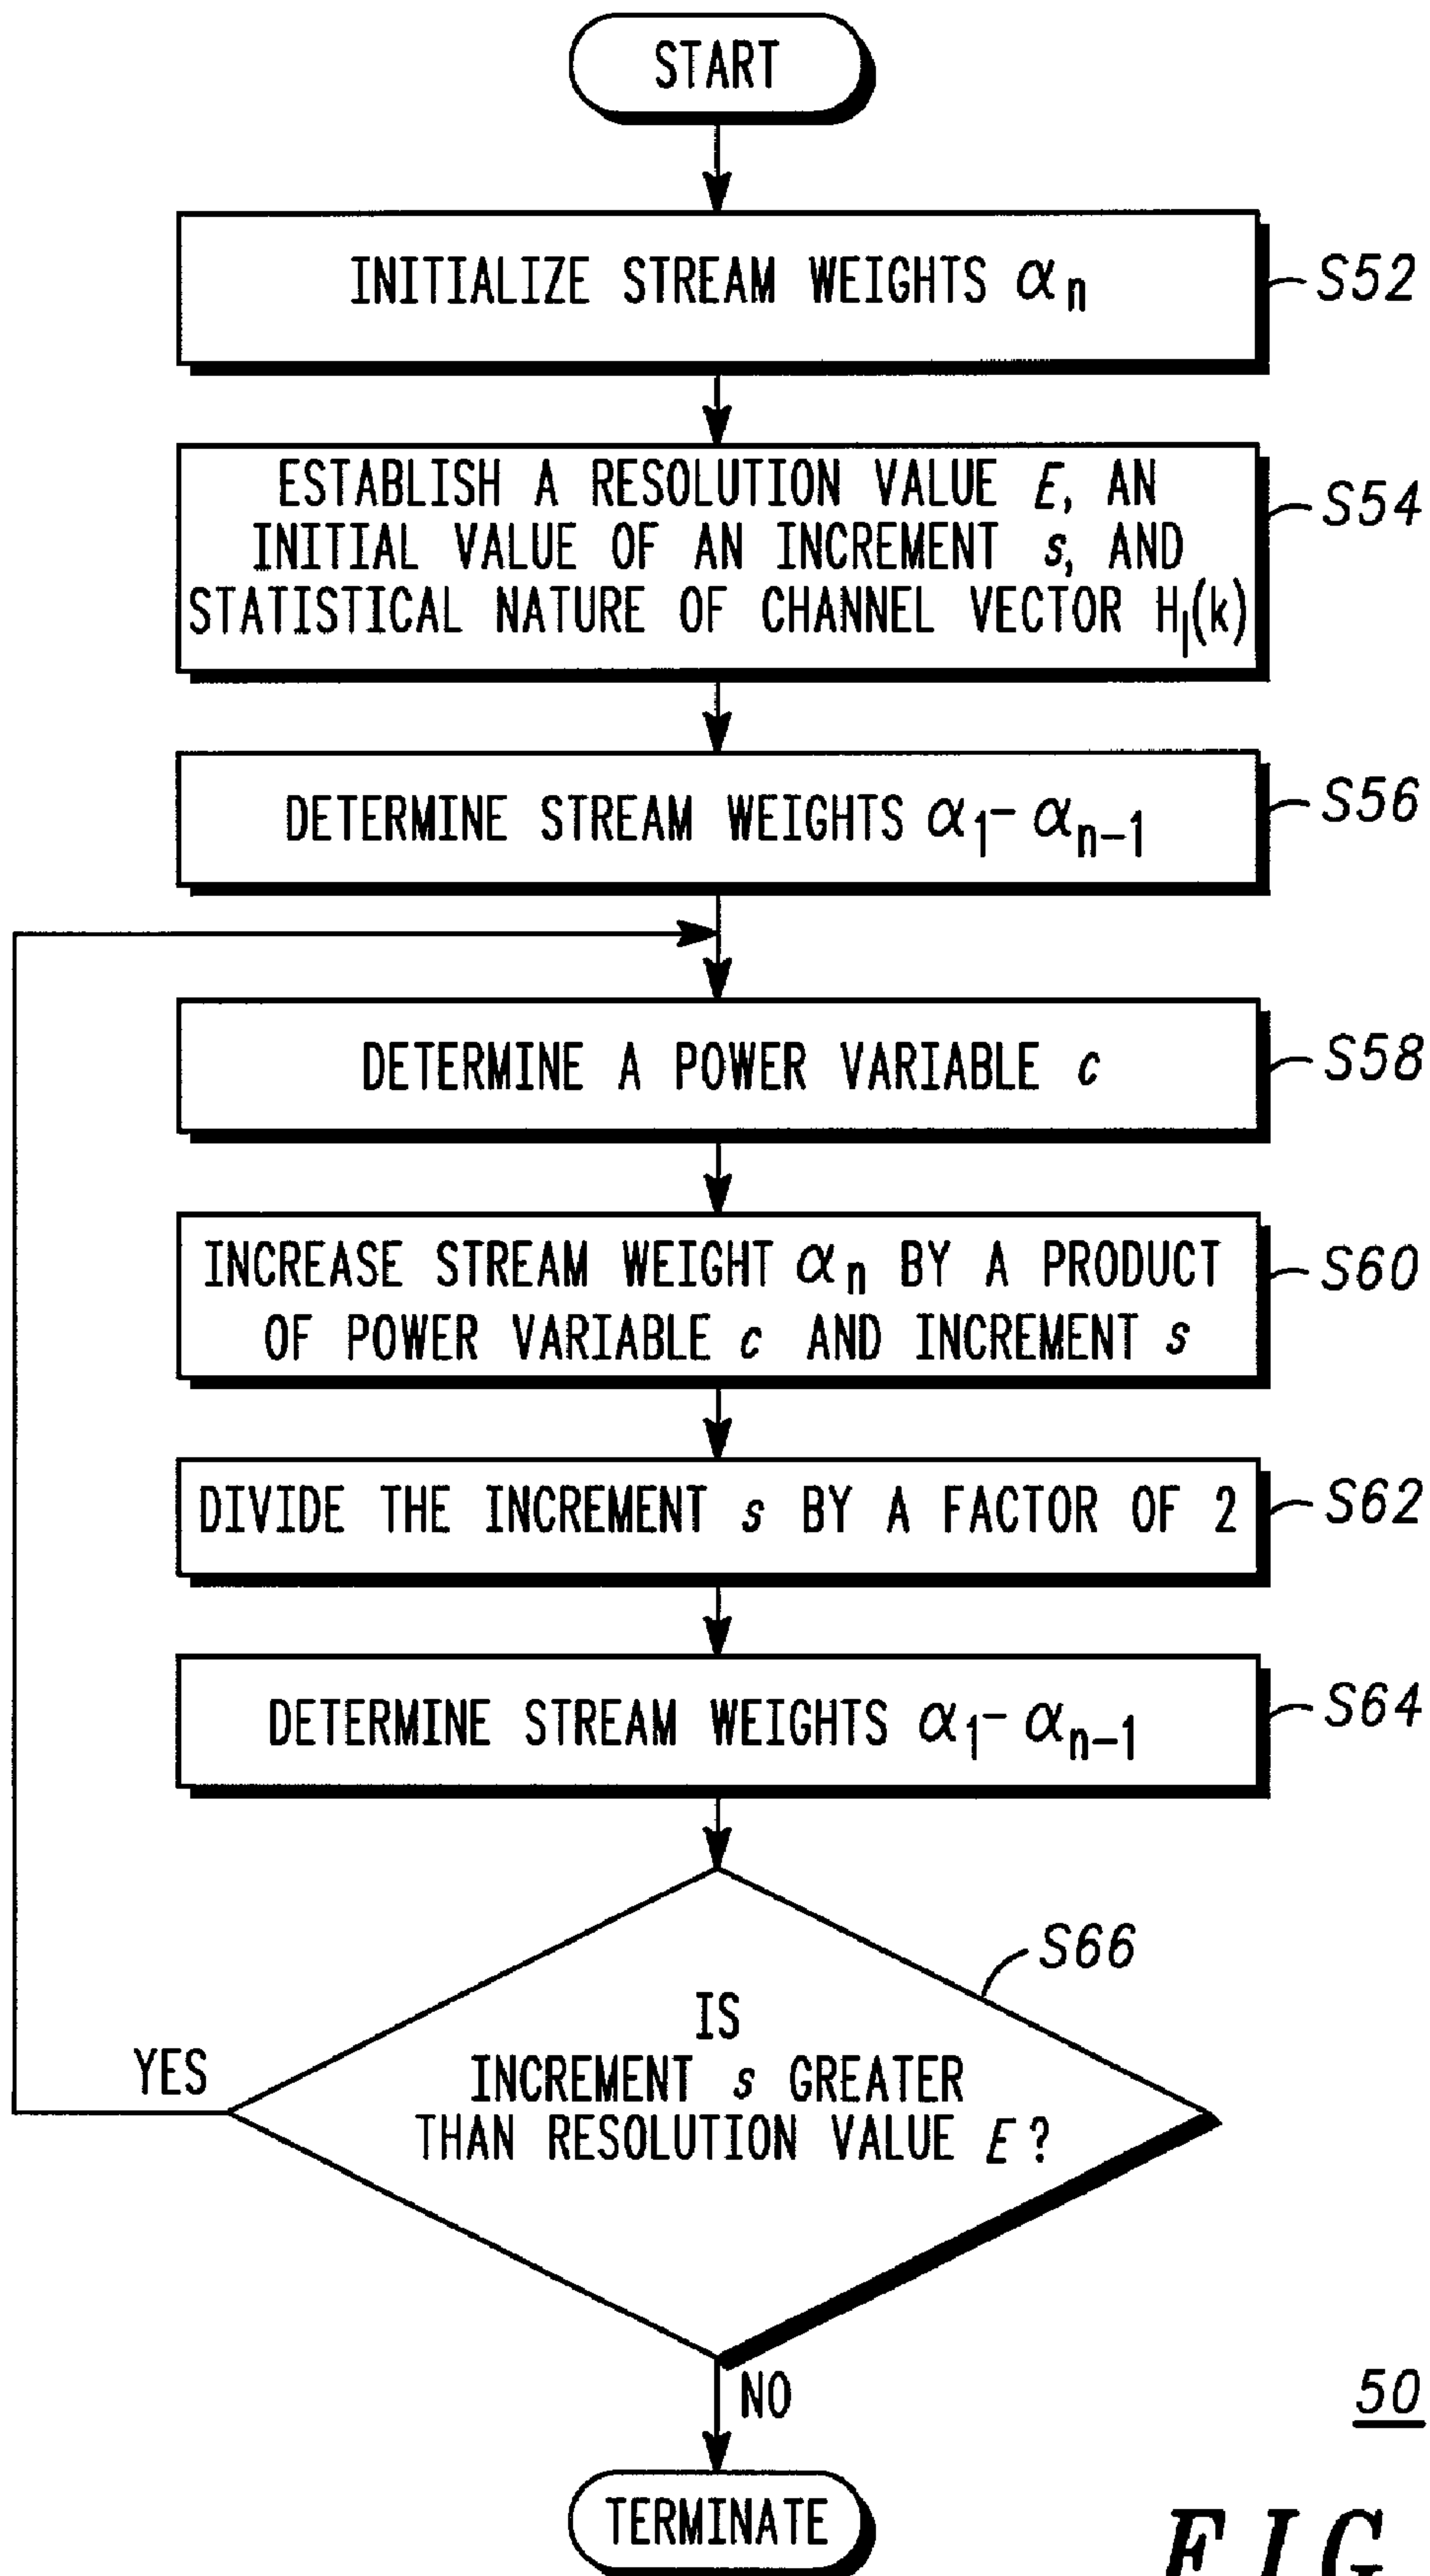 START
INITIALIZE STREAM WEIGHTS αn
S52
ESTABLISH A RESOLUTION VALUE E, AN
INITIAL VALUE OF AN INCREMENT s, AND
STATISTICAL NATURE OF CHANNEL VECTOR Hl(k)
S54
DETERMINE STREAM WEIGHTS α1- αn-1
S56
DETERMINE A POWER VARIABLE c
S58
INCREASE STREAM WEIGHT αn BY A PRODUCT
OF POWER VARIABLE c AND INCREMENT s
S60
DIVIDE THE INCREMENT s BY A FACTOR OF 2
S62
DETERMINE STREAM WEIGHTS α1- αn-1
S64
S66
IS
INCREMENT s GREATER
THAN RESOLUTION VALUE E?
YES
NO
50
TERMINATE
FIG